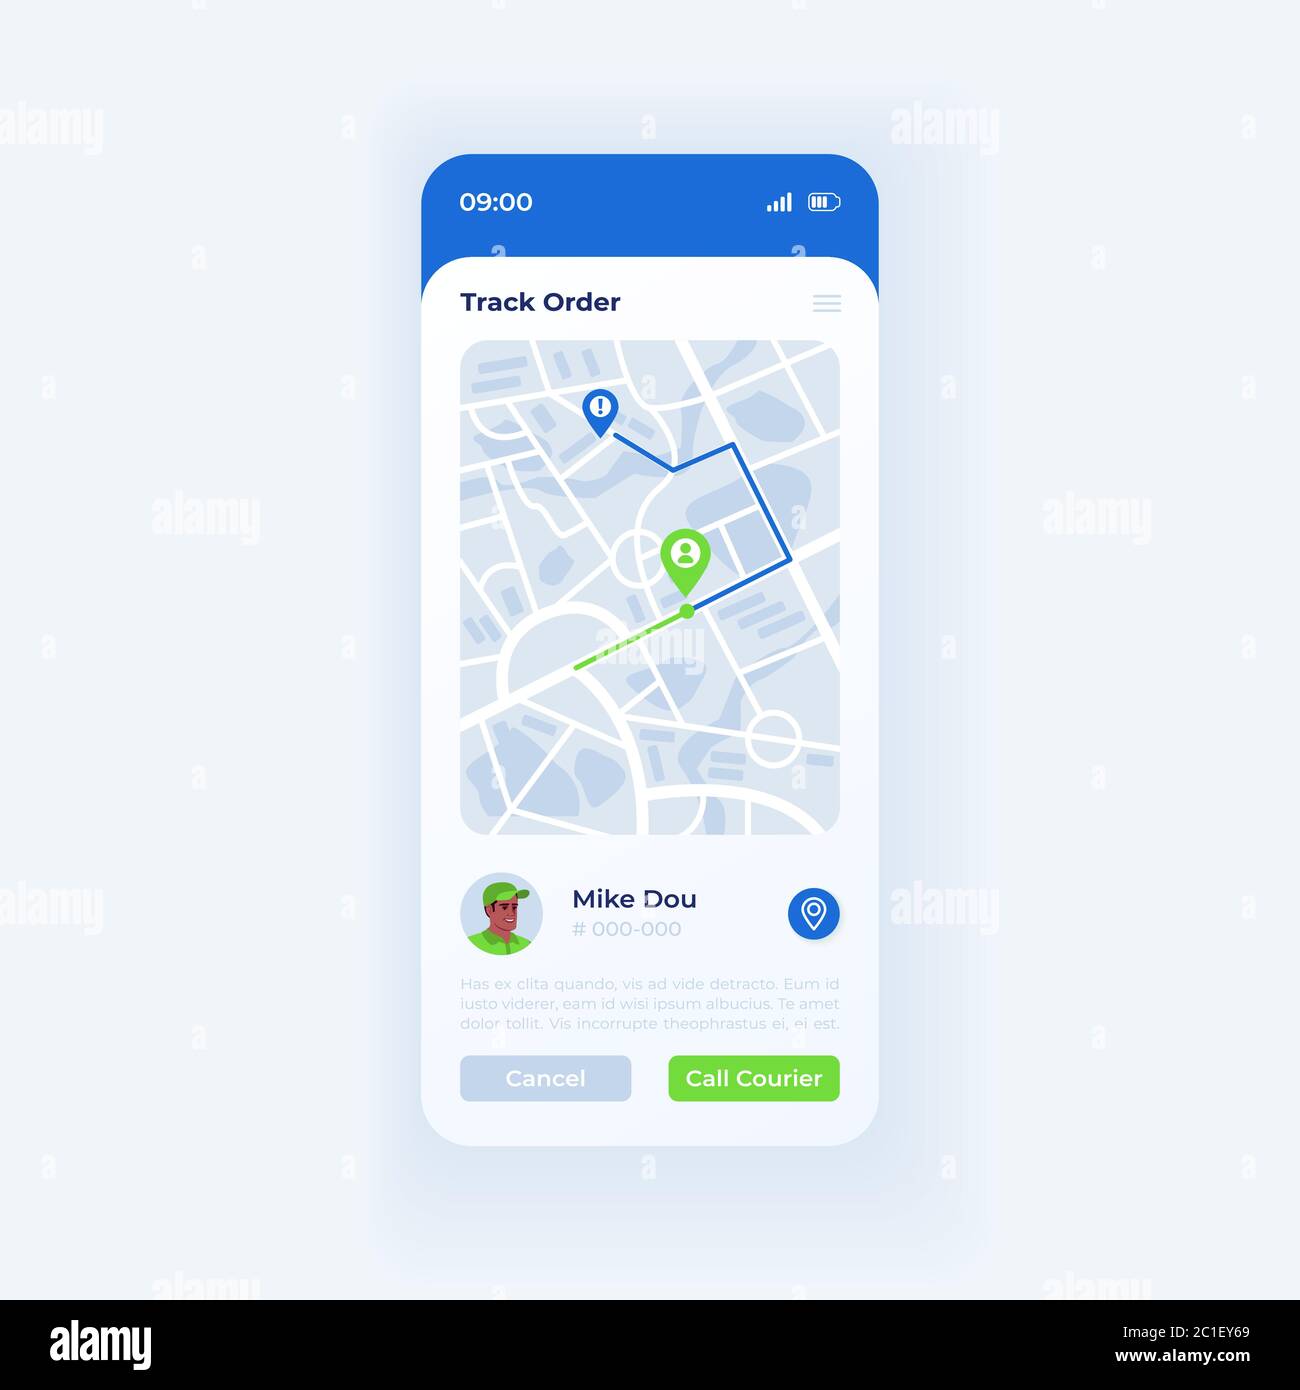 09:00
Track Order
Mike Dou
# 000-000
Has ex clita quando, vis ad vide detracto. Eum id
iusto viderer, eam id wisi ipsum albucius. Te amet
dolor tollit. Vis incorrupte theophrastus ei, ei est.
Cancel
Call Courier
alamy
Image ID: 2C1EY69
www.alamy.com